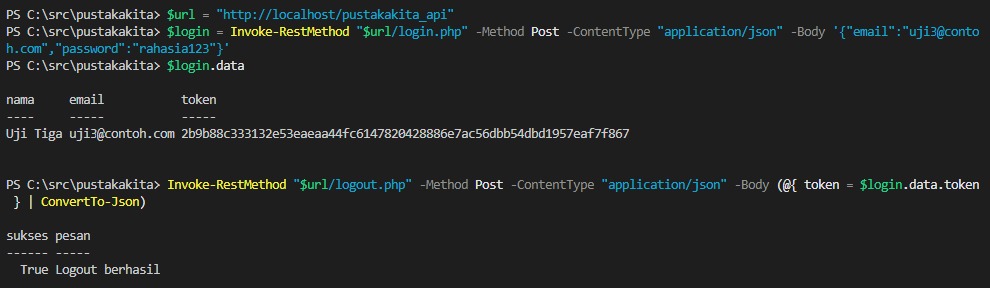 PS C:\src\pustakakita> $url = "http://localhost/pustakakita_api"
PS C:\src\pustakakita> $login = Invoke-RestMethod "$url/login.php" -Method Post -ContentType "application/json" -Body '{"email":"uji3@conto
h.com","password":"rahasia123"}'
PS C:\src\pustakakita> $login.data
nama email token
---- ----- -----
Uji Tiga uji3@contoh.com 2b9b88c333132e53eaeaa44fc6147820428886e7ac56dbb54dbd1957eaf7f867
PS C:\src\pustakakita> Invoke-RestMethod "$url/logout.php" -Method Post -ContentType "application/json" -Body (@{ token = $login.data.token
} | ConvertTo-Json)
sukses pesan
------ -----
True Logout berhasil